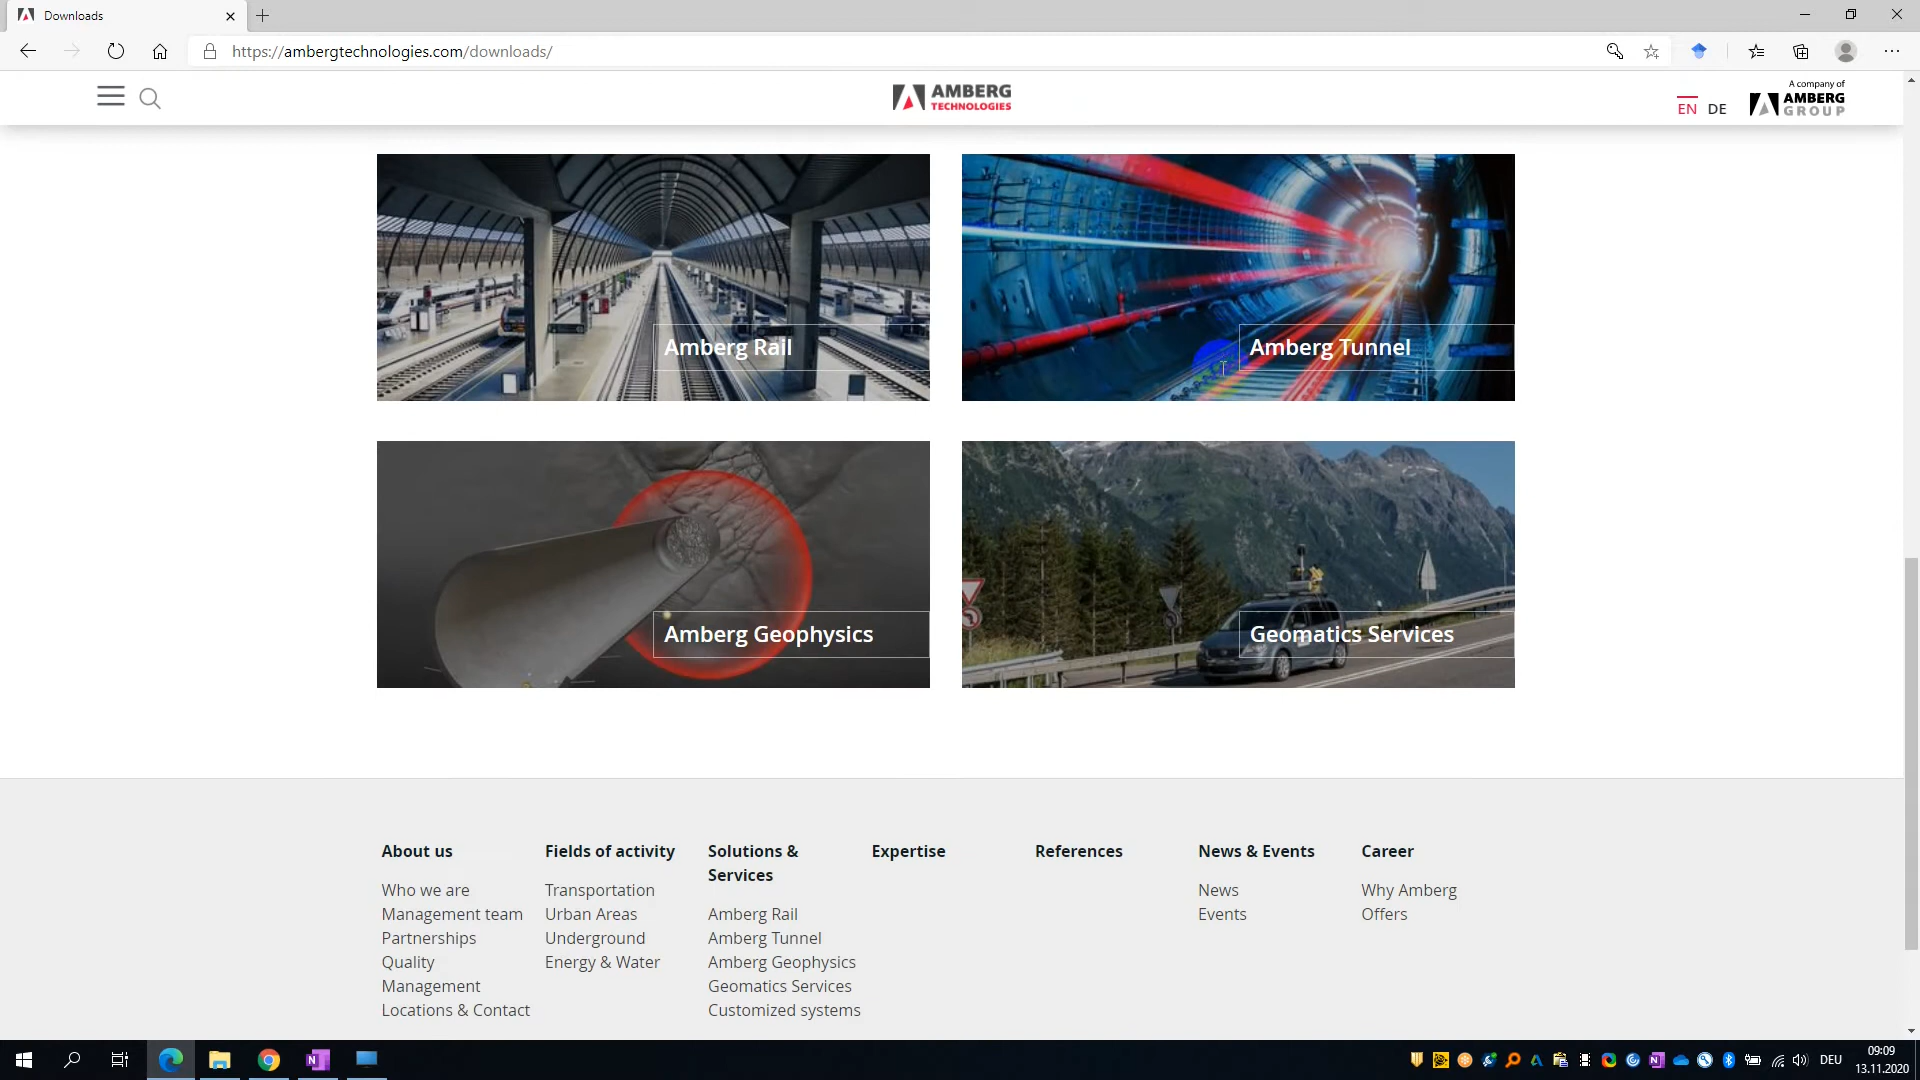 Downloads
https://ambergtechnologies.com/downloads/
AMBERG
TECHNOLOGIES
EN DE
A company of
AMBERG
GROUP
Amberg Rail
Amberg Tunnel
Amberg Geophysics
Geomatics Services
About us
Who we are
Management team
Partnerships
Quality
Management
Locations & Contact
Fields of activity
Transportation
Urban Areas
Underground
Energy & Water
Solutions &
Services
Amberg Rail
Amberg Tunnel
Amberg Geophysics
Geomatics Services
Customized systems
Expertise
References
News & Events
News
Events
Career
Why Amberg
Offers
DEU
09:09
13.11.2020